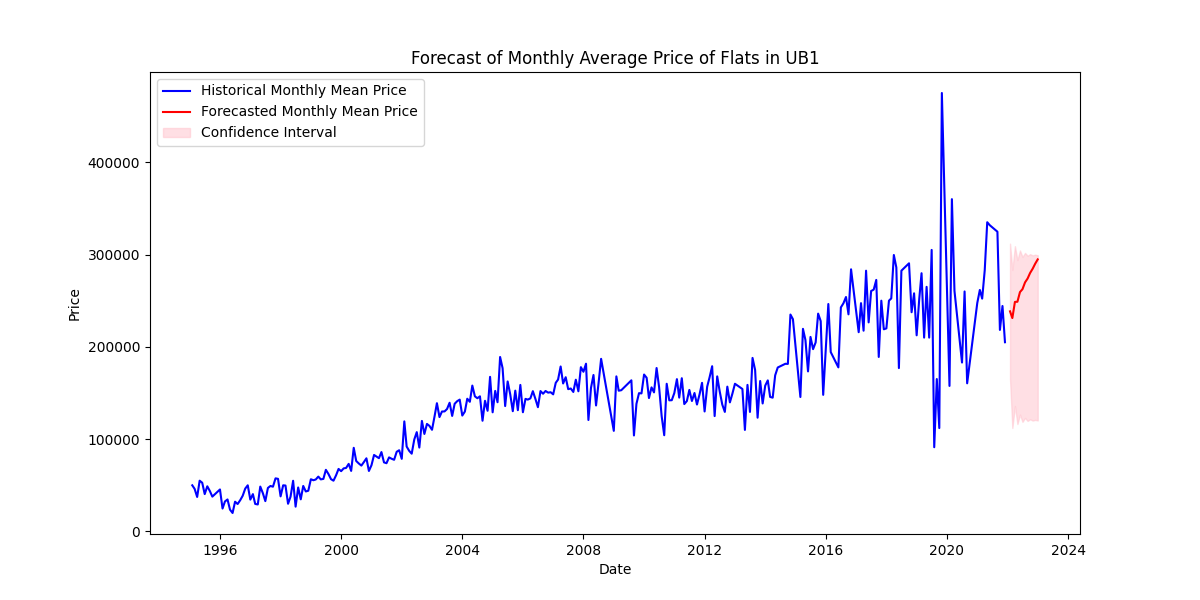 Forecast of Monthly Average Price of Flats in UB1
Historical Monthly Mean Price
Forecasted Monthly Mean Price
Confidence Interval
400000
300000
200000
100000
0
Price
1996 2000 2004 2008 2012 2016 2020 2024
Date